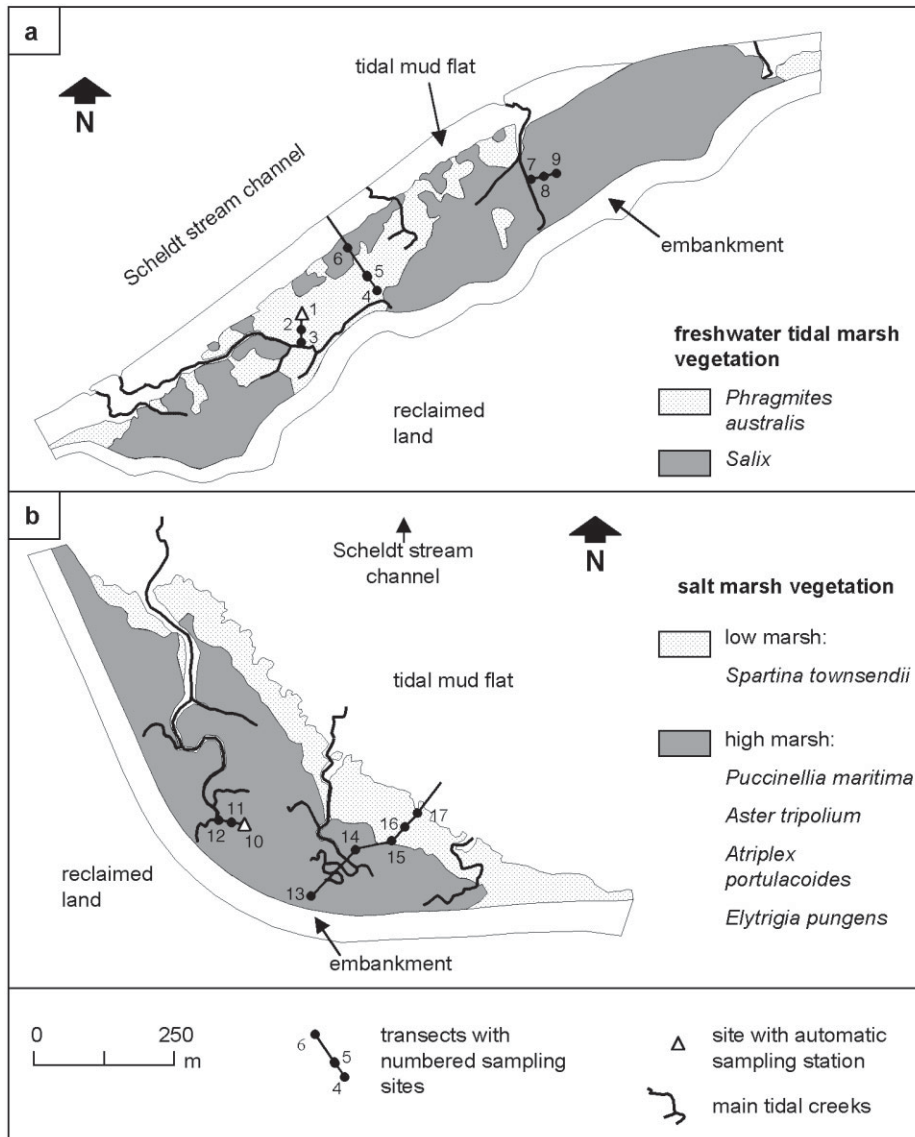 a
N
tidal mud flat
Scheldt stream channel
7
9
8
6
5
4
1
2
3
embankment
reclaimed
land
freshwater tidal marsh
vegetation
Phragmites
australis
Salix
b
Scheldt stream
channel
N
tidal mud flat
salt marsh vegetation
low marsh:
Spartina townsendii
high marsh:
Puccinellia maritima
Aster tripolium
Atriplex
portulacoides
Elytrigia pungens
11
12
10
14
16
17
15
13
reclaimed
land
embankment
0 250
m
6
5
4
transects with
numbered sampling
sites
site with automatic
sampling station
main tidal creeks